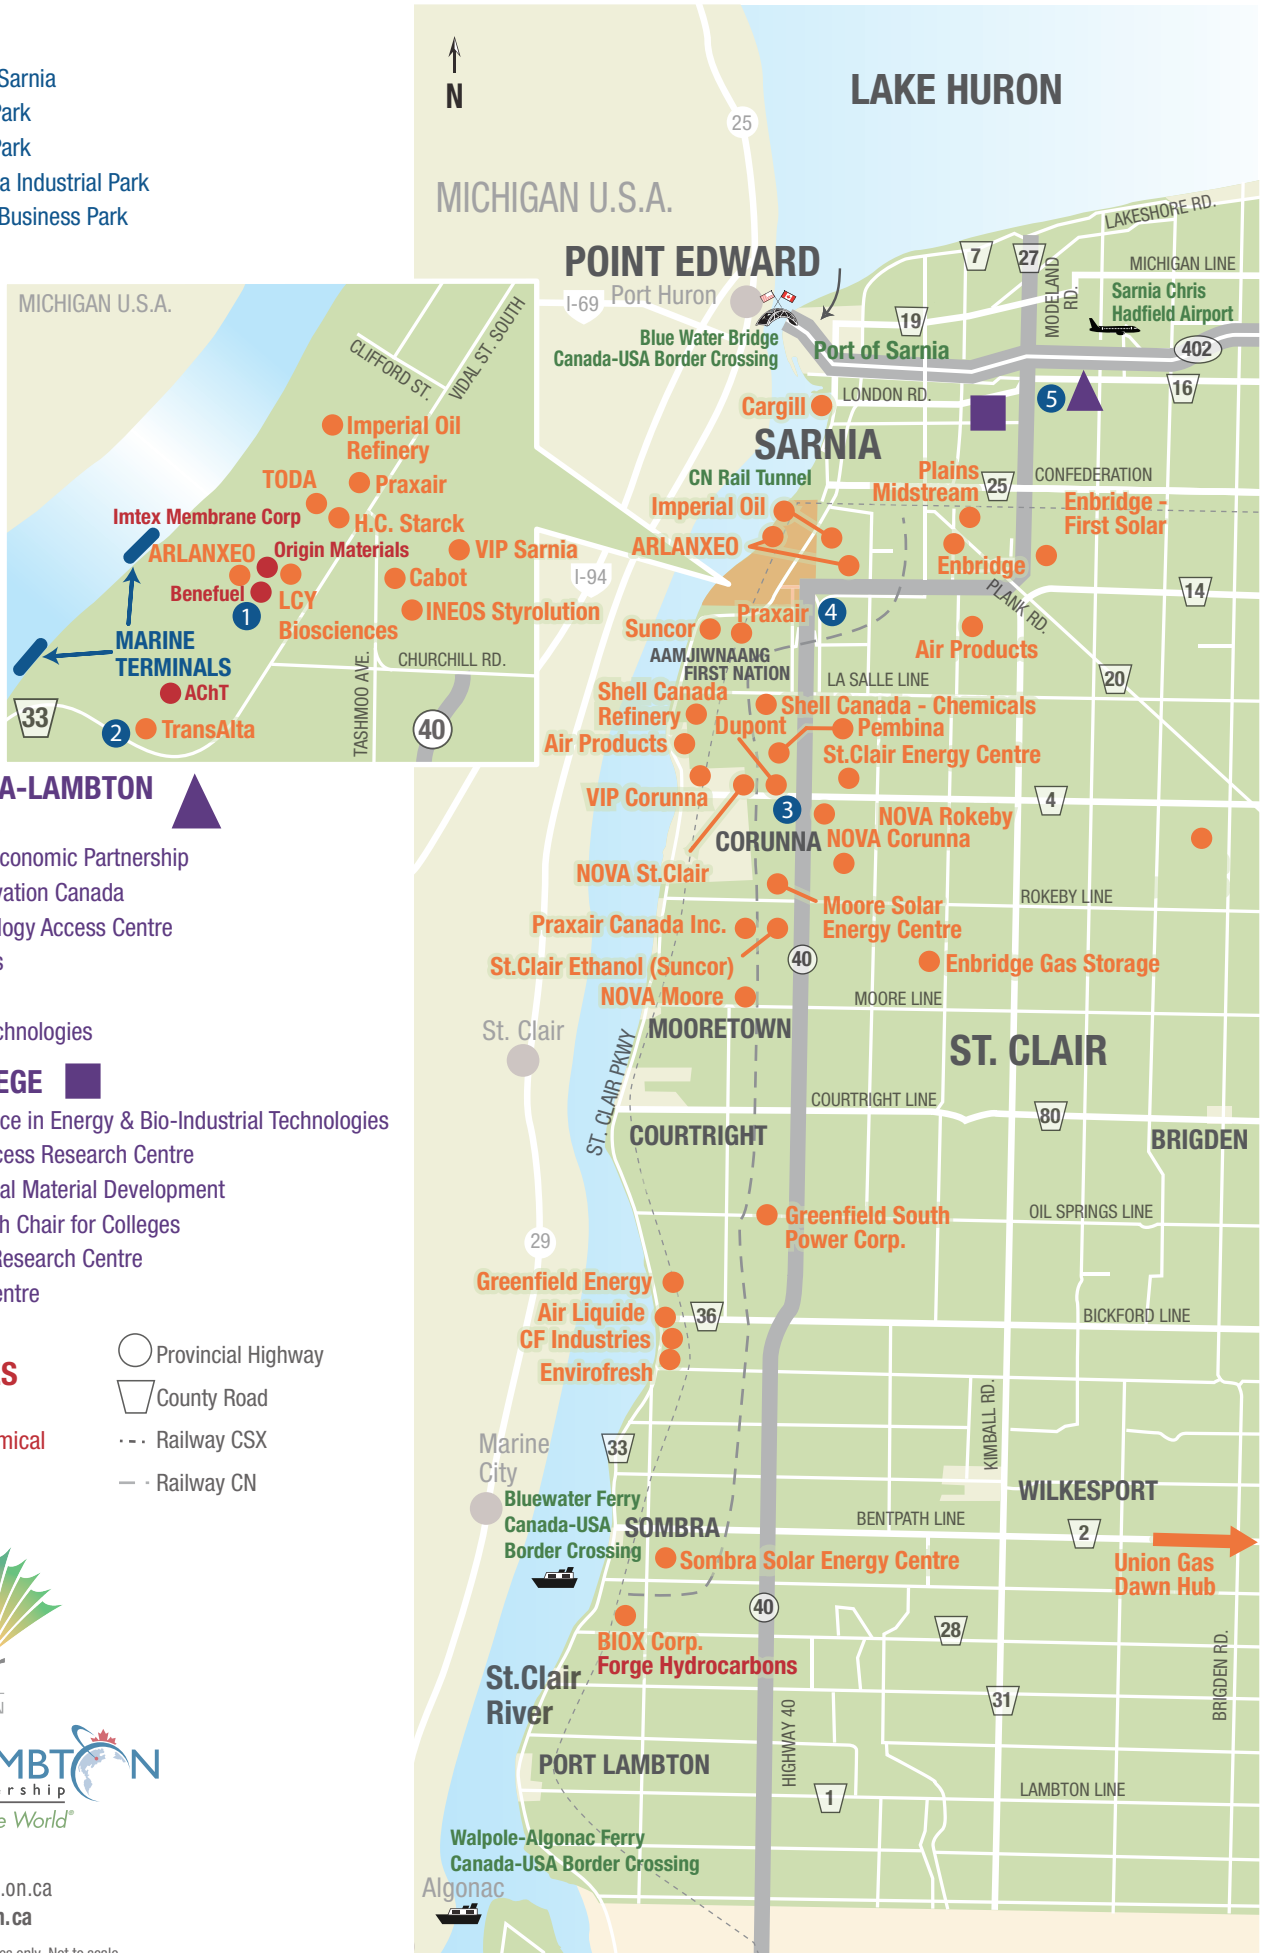 Sarnia
Park
Park
a Industrial Park
Business Park
N
LAKE HURON
25
MICHIGAN U.S.A.
LAKESHORE RD.
POINT EDWARD
7
27
MODELAND RD.
MICHIGAN LINE
I-69
Port Huron
Sarnia Chris
Hadfield Airport
19
Blue Water Bridge
Canada-USA Border Crossing
Port of Sarnia
402
16
LONDON RD.
5
Cargill
SARNIA
CN Rail Tunnel
Plains
Midstream
25
CONFEDERATION
Imperial Oil
Enbridge -
First Solar
ARLANXEO
Enbridge
I-94
PLANK RD.
14
Praxair
4
Suncor
AAMJIWNAANG
FIRST NATION
Air Products
LA SALLE LINE
20
Shell Canada
Refinery
Shell Canada - Chemicals
Dupont
Pembina
Air Products
St.Clair Energy Centre
VIP Corunna
3
4
NOVA Rokeby
CORUNNA
NOVA Corunna
NOVA St.Clair
ROKEBY LINE
Moore Solar
Energy Centre
Praxair Canada Inc.
St.Clair Ethanol (Suncor)
40
Enbridge Gas Storage
NOVA Moore
MOORE LINE
St. Clair
MOORETOWN
ST. CLAIR
ST. CLAIR PKWY
COURTRIGHT LINE
80
COURTRIGHT
BRIGDEN
Greenfield South
Power Corp.
OIL SPRINGS LINE
29
Greenfield Energy
Air Liquide
36
BICKFORD LINE
CF Industries
Envirofresh
KIMBALL RD.
Marine
City
33
WILKESPORT
Bluewater Ferry
Canada-USA
Border Crossing
SOMBRA
BENTPATH LINE
2
Sombra Solar Energy Centre
Union Gas
Dawn Hub
40
28
BIOX Corp.
Forge Hydrocarbons
BRIGDEN RD.
St.Clair
River
31
HIGHWAY 40
PORT LAMBTON
LAMBTON LINE
1
Walpole-Algonac Ferry
Canada-USA Border Crossing
Algonac
MICHIGAN U.S.A.
CLIFFORD ST.
VIDAL ST. SOUTH
Imperial Oil
Refinery
TODA
Praxair
Imtex Membrane Corp
H.C. Starck
ARLANXEO
Origin Materials
VIP Sarnia
Cabot
Benefuel
LCY
Biosciences
1
INEOS Styrolution
MARINE
TERMINALS
CHURCHILL RD.
TASHMOO AVE.
AChT
33
2
TransAlta
40
A-LAMBTON
conomic Partnership
vation Canada
logy Access Centre
s
chnologies
EGE
ce in Energy & Bio-Industrial Technologies
cess Research Centre
al Material Development
h Chair for Colleges
Research Centre
entre
S
mical
Provincial Highway
County Road
Railway CSX
Railway CN
N
MBTON
rship
e World®
.on.ca
n.ca